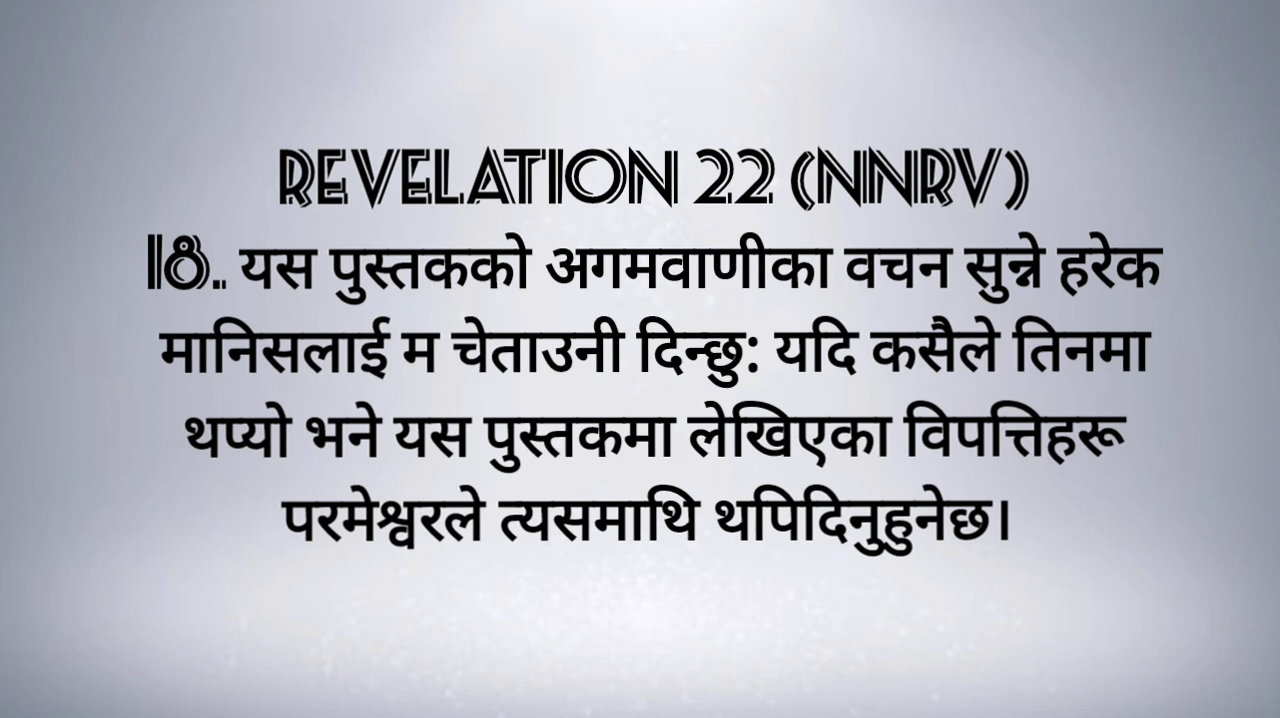 REVELATION 22 (NNRV)
18.. यस पुस्तकको अगमवाणीका वचन सुन्ने हरेक
मानिसलाई म चेताउनी दिन्छु: यदि कसैले तिनमा
थप्यो भने यस पुस्तकमा लेखिएका विपत्तिहरू
परमेश्वरले त्यसमाथि थपिदिनुहुनेछ।